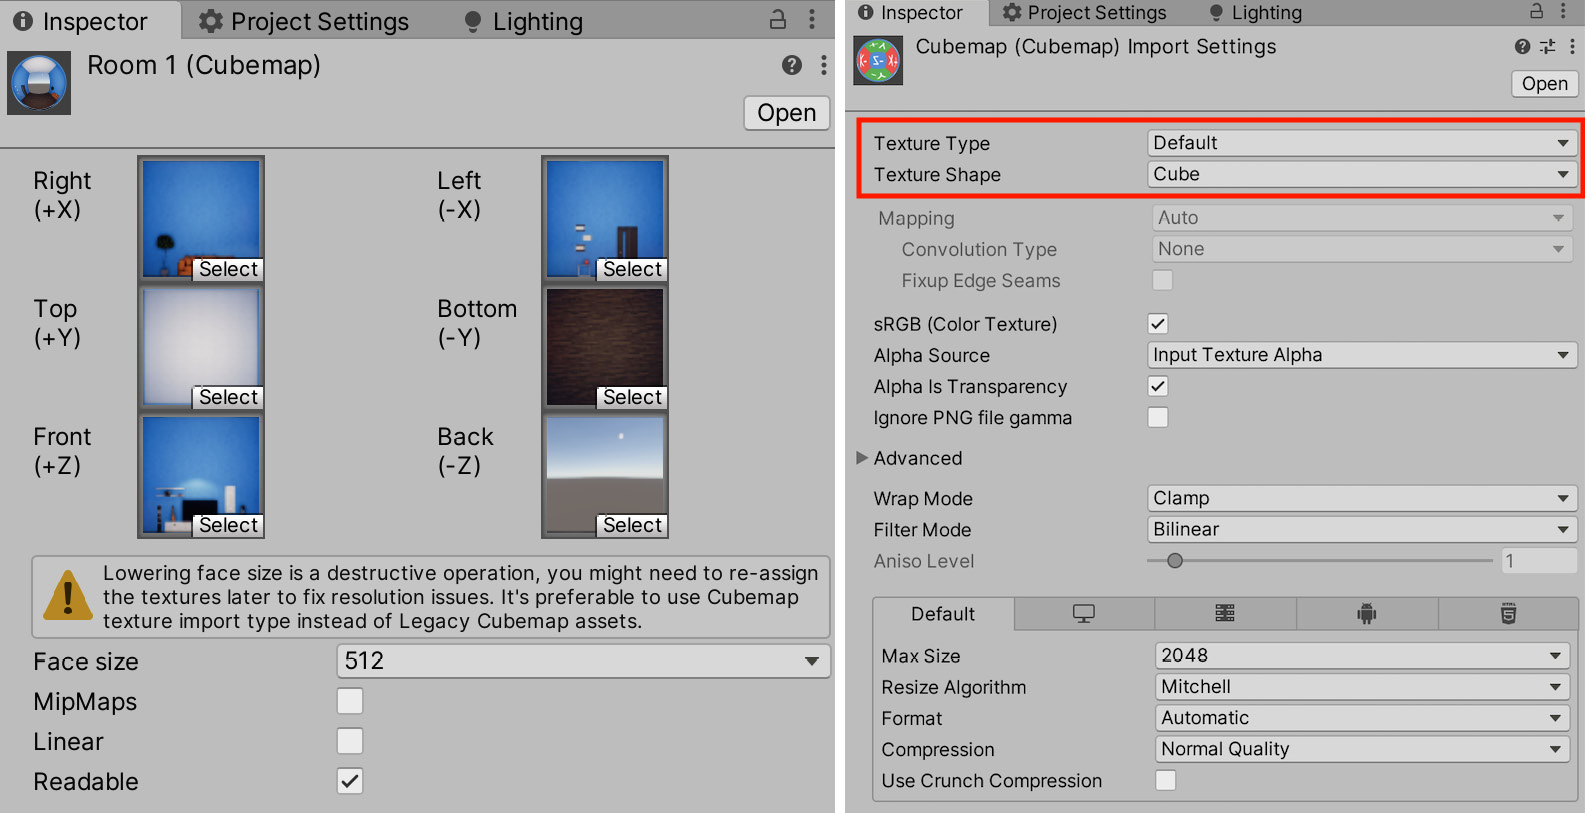 Inspector
Project Settings
Lighting
Room 1 (Cubemap)
Open
Right
(+X)
Select
Left
(-X)
Select
Top
(+Y)
Select
Bottom
(-Y)
Select
Front
(+Z)
Select
Back
(-Z)
Select
Lowering face size is a destructive operation, you might need to re-assign
the textures later to fix resolution issues. It's preferable to use Cubemap
texture import type instead of Legacy Cubemap assets.
Face size
512
MipMaps
Linear
Readable
Inspector
Project Settings
Lighting
Cubemap (Cubemap) Import Settings
Open
Texture Type
Default
Texture Shape
Cube
Mapping
Auto
Convolution Type
None
Fixup Edge Seams
sRGB (Color Texture)
Alpha Source
Input Texture Alpha
Alpha Is Transparency
Ignore PNG file gamma
Advanced
Wrap Mode
Clamp
Filter Mode
Bilinear
Aniso Level
1
Default
Max Size
2048
Resize Algorithm
Mitchell
Format
Automatic
Compression
Normal Quality
Use Crunch Compression